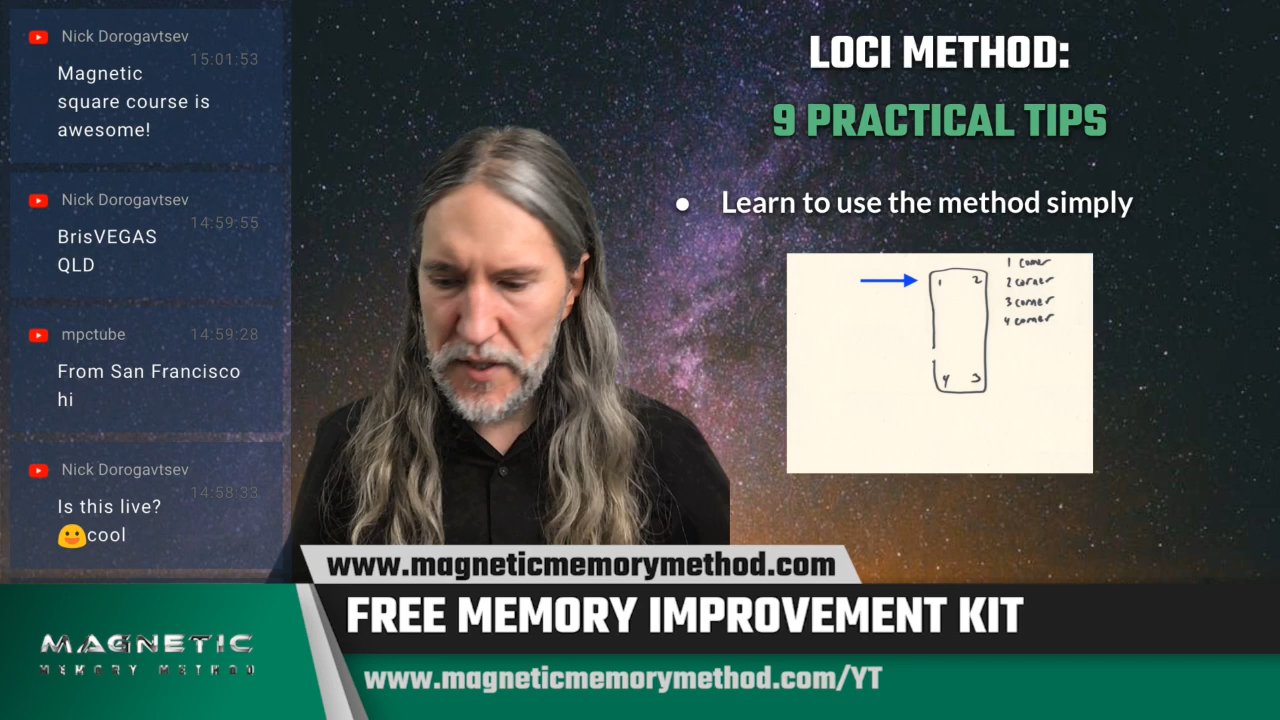 Nick Dorogavtsev
15:01:53
Magnetic
square course is
awesome!
Nick Dorogavtsev
14:59:55
BrisVEGAS
QLD
mpctube 14:59:28
From San Francisco
hi
Nick Dorogavtsev
14:58:33
Is this live?
😀cool
LOCI METHOD:
9 PRACTICAL TIPS
• Learn to use the method simply
1 corner
2 corner
3 corner
4 corner
1 2
4 3
www.magneticmemorymethod.com
FREE MEMORY IMPROVEMENT KIT
www.magneticmemorymethod.com/YT
MAGNETIC
MEMORY METHOD